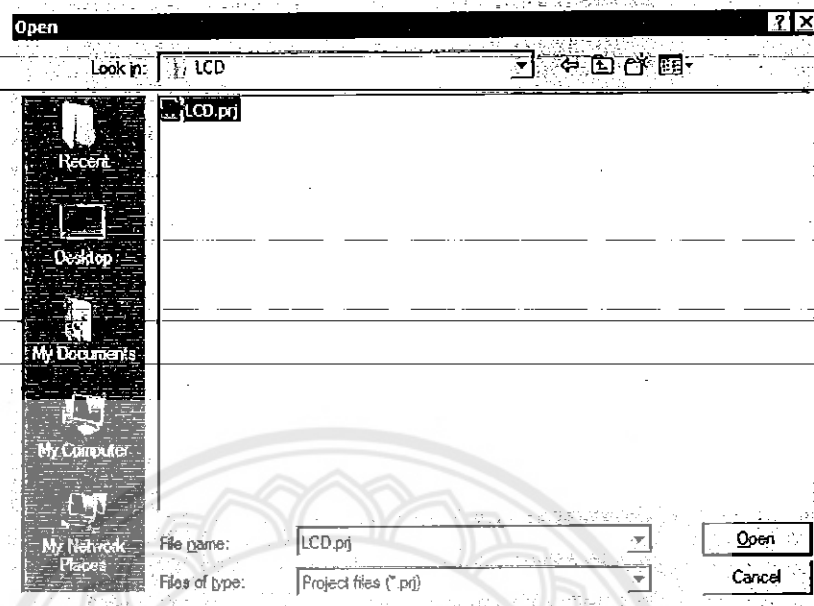 Open
Look in: LCD
LCD.prj
Recent
Desktop
My Documents
My Computer
My Network
Places
File name: LCD.prj
Open
Files of type: Project files (*.prj)
Cancel